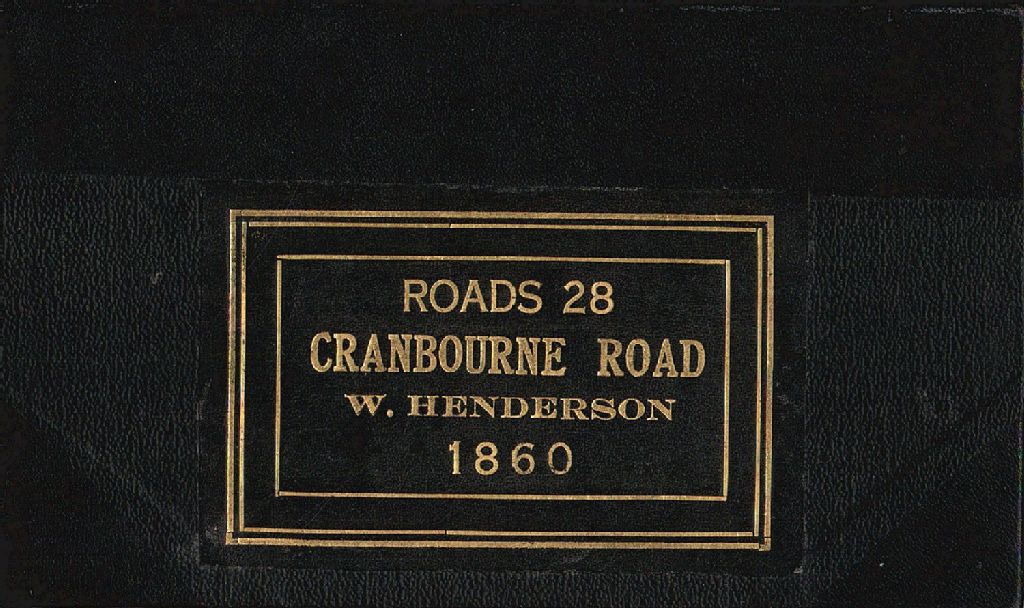 ROADS 28
CRANBOURNE ROAD
W. HENDERSON
1860